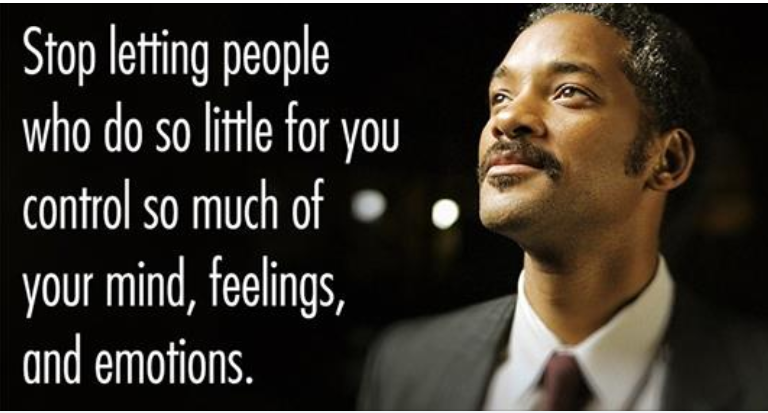 Stop letting people
who do so little for you
control so much of
your mind, feelings,
and emotions.